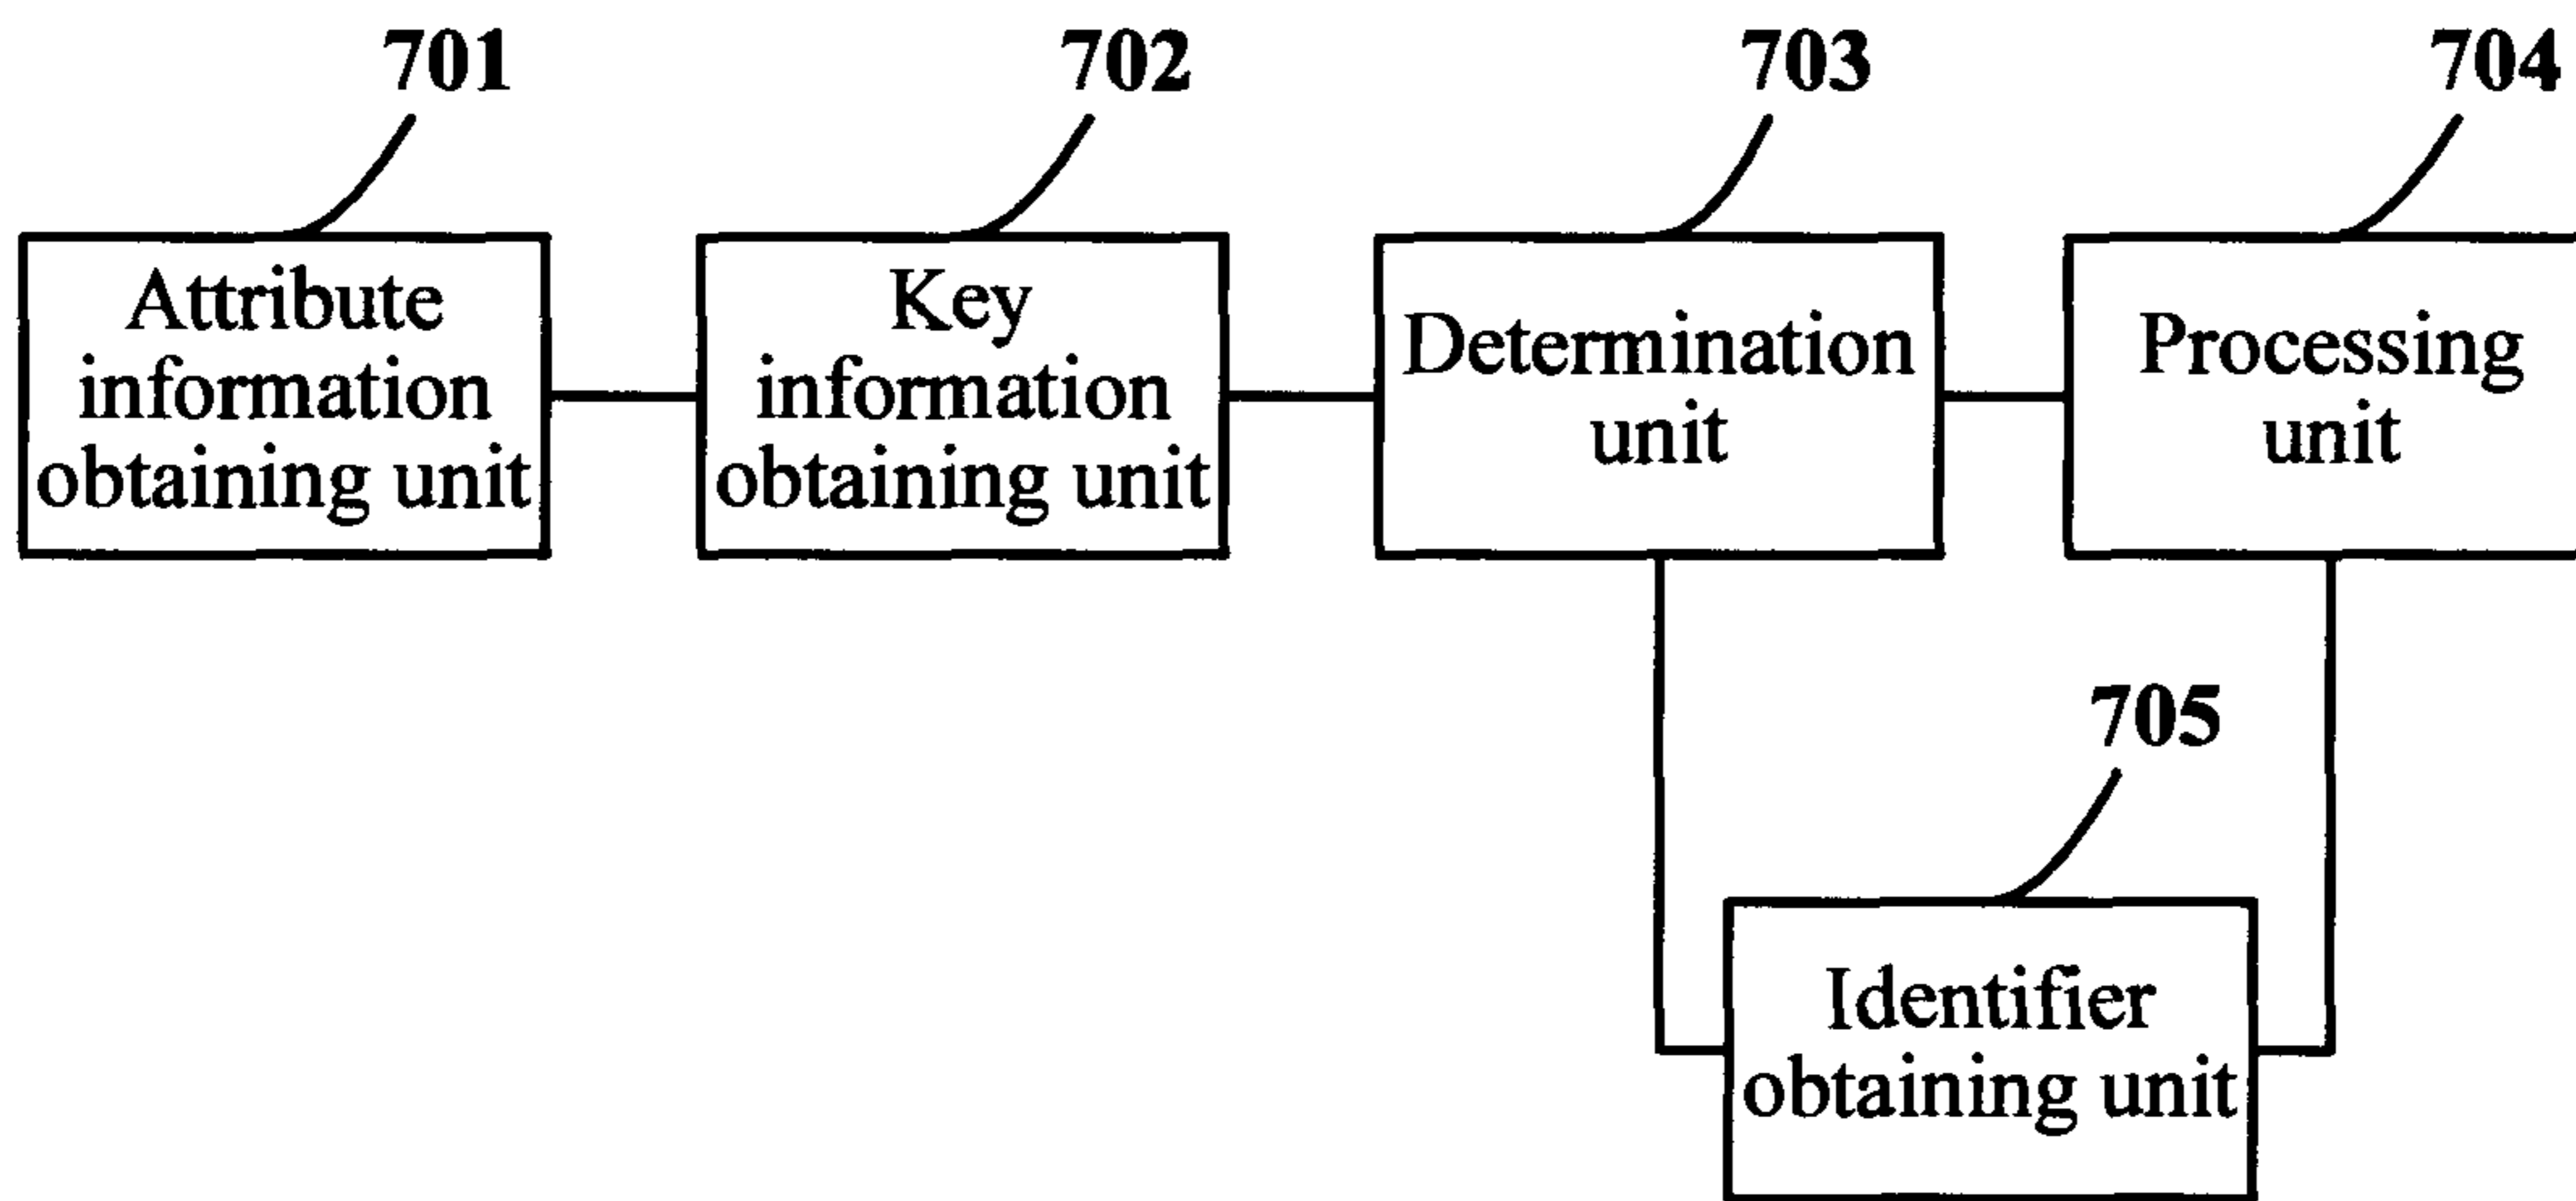 701
702
703
704
Attribute
information
obtaining unit
Key
information
obtaining unit
Determination
unit
Processing
unit
705
Identifier
obtaining unit